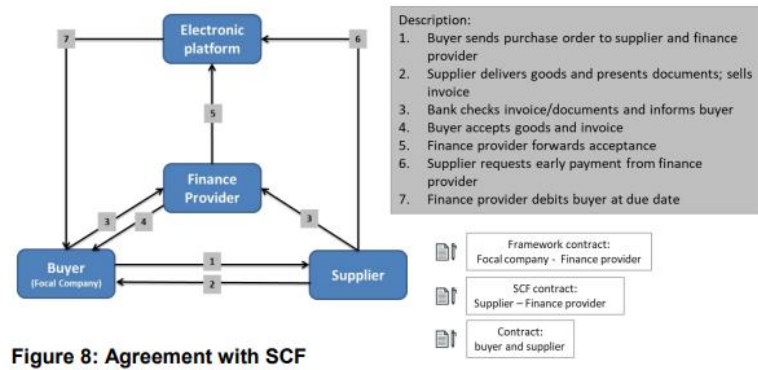 Electronic
platform
7
6
5
Finance
Provider
3
4
3
Buyer
(Focal Company)
1
2
Supplier
Description:
1. Buyer sends purchase order to supplier and finance
provider
2. Supplier delivers goods and presents documents; sells
invoice
3. Bank checks invoice/documents and informs buyer
4. Buyer accepts goods and invoice
5. Finance provider forwards acceptance
6. Supplier requests early payment from finance
provider
7. Finance provider debits buyer at due date
Framework contract:
Focal company - Finance provider
SCF contract:
Supplier – Finance provider
Contract:
buyer and supplier
Figure 8: Agreement with SCF